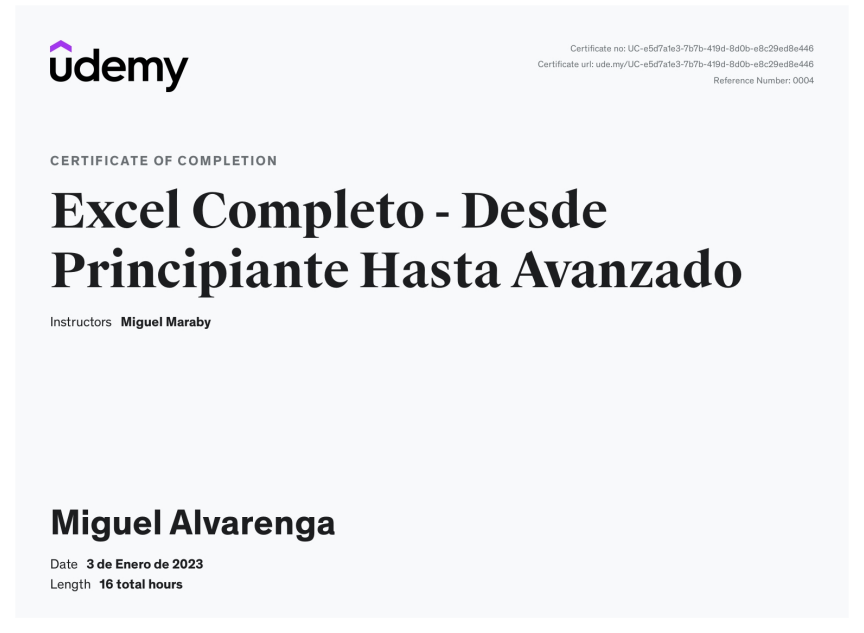 udemy
Certificate no: UC-e5d7a1e3-7b7b-419d-8d0b-e8c29ed8e446
Certificate url: ude.my/UC-e5d7a1e3-7b7b-419d-8d0b-e8c29ed8e446
Reference Number: 0004
CERTIFICATE OF COMPLETION
Excel Completo - Desde
Principiante Hasta Avanzado
Instructors Miguel Maraby
Miguel Alvarenga
Date 3 de Enero de 2023
Length 16 total hours